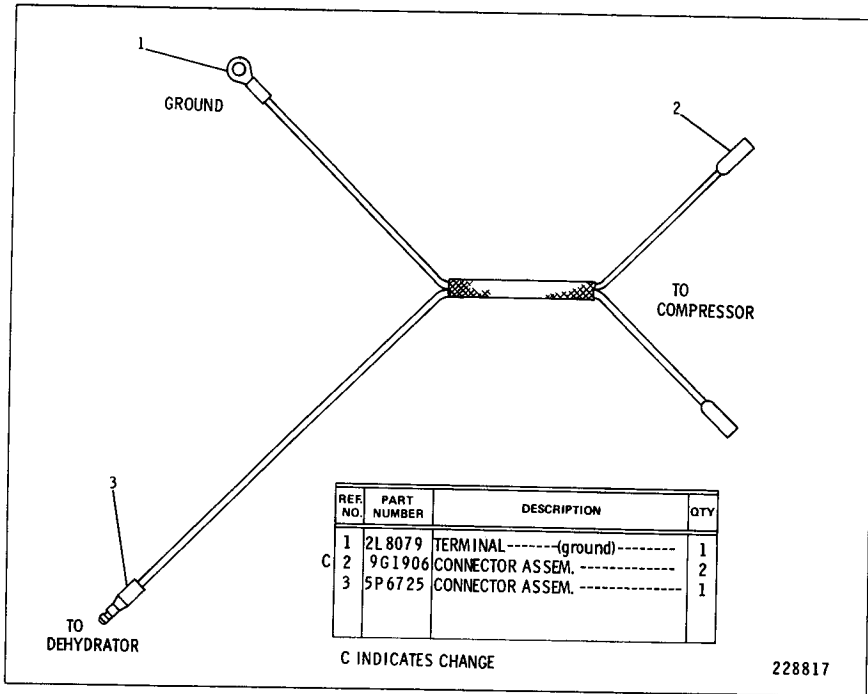 1
GROUND
2
TO
COMPRESSOR
3
TO
DEHYDRATOR
REF. NO. PART NUMBER DESCRIPTION QTY
1 2L8079 TERMINAL-------(ground)-------- 1
C 2 9G1906 CONNECTOR ASSEM. ------------- 2
3 5P6725 CONNECTOR ASSEM. ------------- 1
C INDICATES CHANGE
228817